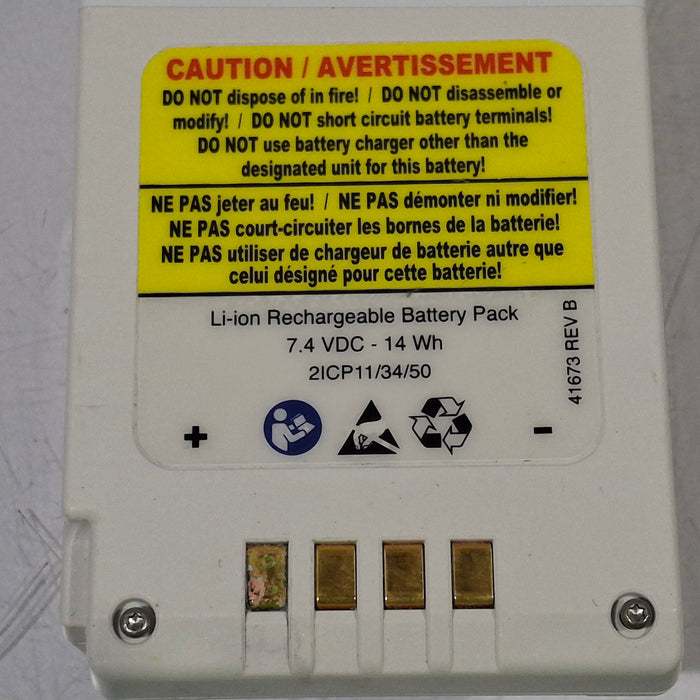 CAUTION / AVERTISSEMENT
DO NOT dispose of in fire! / DO NOT disassemble or
modify! / DO NOT short circuit battery terminals!
DO NOT use battery charger other than the
designated unit for this battery!
NE PAS jeter au feu! / NE PAS démonter ni modifier!
NE PAS court-circuiter les bornes de la batterie!
NE PAS utiliser de chargeur de batterie autre que
celui désigné pour cette batterie!
Li-ion Rechargeable Battery Pack
7.4 VDC - 14 Wh
2ICP11/34/50
41673 REV B
+ -